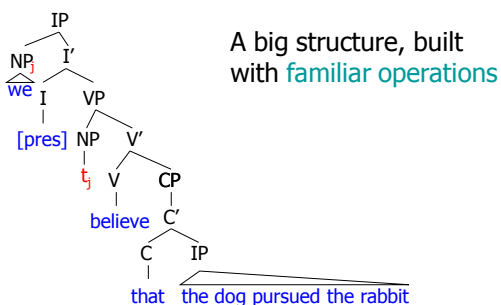 IP
A big structure, built
with familiar operations
NPj I'
we
I VP
[pres] NP V'
tj V CP
believe C'
C IP
that the dog pursued the rabbit